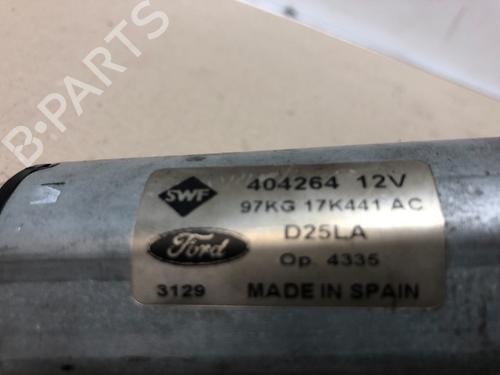 B-PARTS
SWF
404264 12V
97KG 17K441 AC
Ford
D25LA
Op. 4335
3129
MADE IN SPAIN